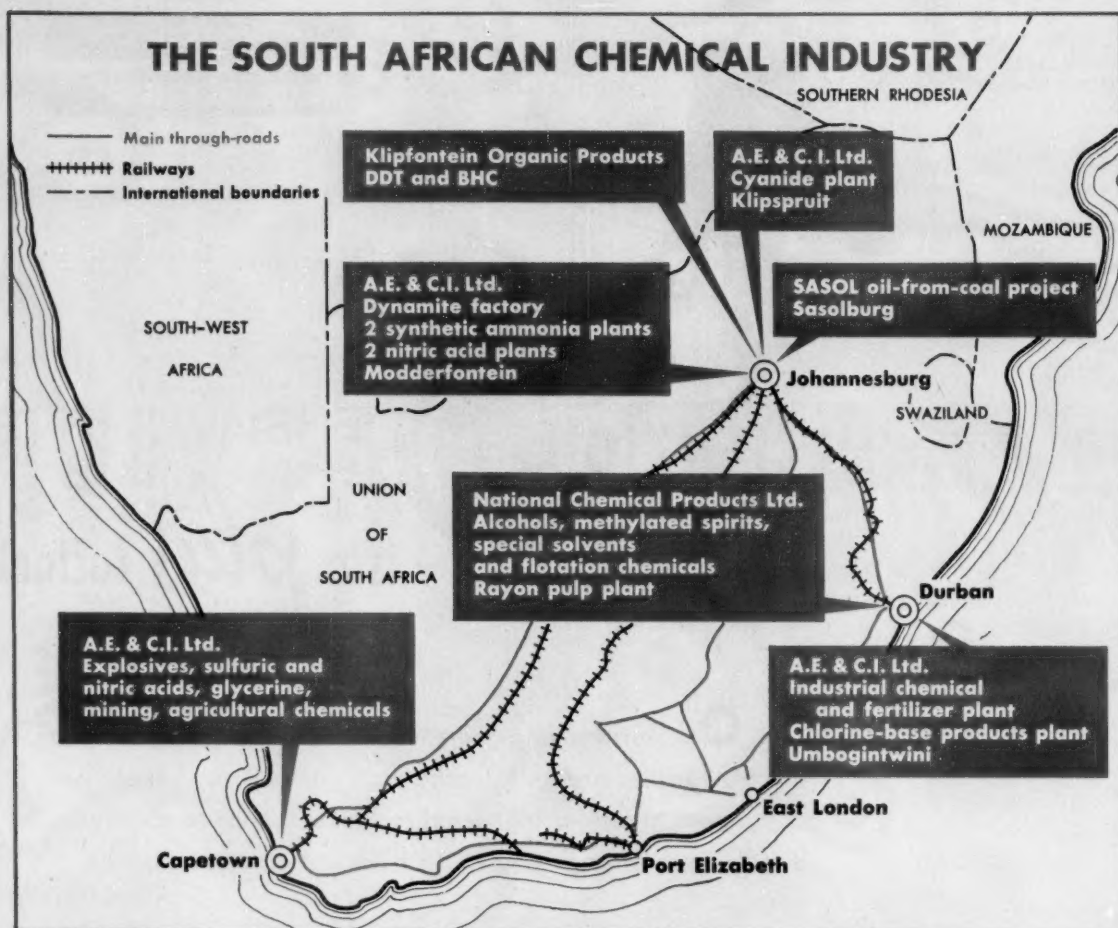 THE SOUTH AFRICAN CHEMICAL INDUSTRY
SOUTHERN RHODESIA
Main through-roads
Railways
International boundaries
Klipfontein Organic Products
DDT and BHC
A.E. & C. I. Ltd.
Cyanide plant
Klipspruit
MOZAMBIQUE
A.E. & C.I. Ltd.
Dynamite factory
2 synthetic ammonia plants
2 nitric acid plants
Modderfontein
SASOL oil-from-coal project
Sasolburg
SOUTH-WEST
AFRICA
Johannesburg
SWAZILAND
UNION
OF
SOUTH AFRICA
National Chemical Products Ltd.
Alcohols, methylated spirits,
special solvents
and flotation chemicals
Rayon pulp plant
Durban
A.E. & C.I. Ltd.
Explosives, sulfuric and
nitric acids, glycerine,
mining, agricultural chemicals
A.E. & C.I. Ltd.
Industrial chemical
and fertilizer plant
Chlorine-base products plant
Umbogintwini
East London
Capetown
Port Elizabeth